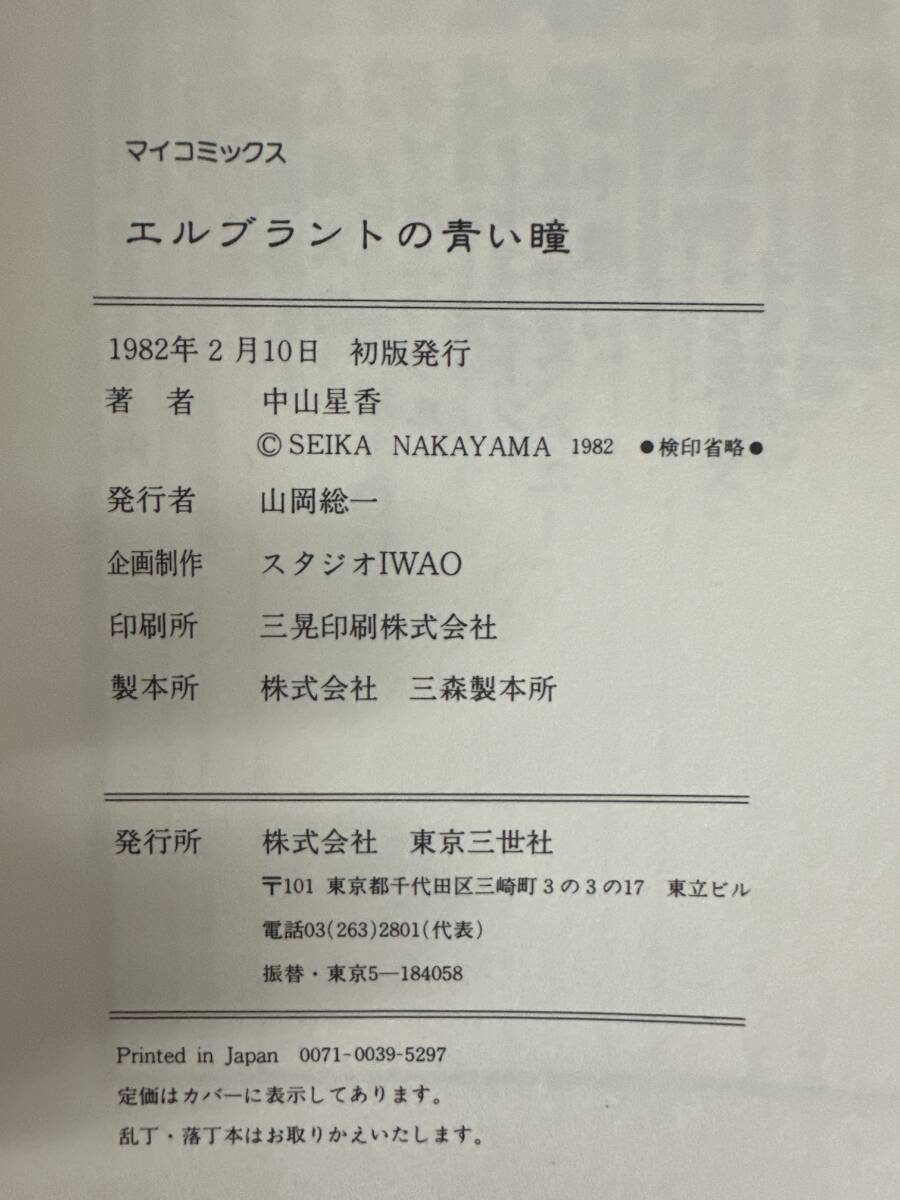 マイコミックス
エルブラントの青い瞳
1982年2月10日　初版発行
著　者　　中山星香
© SEIKA NAKAYAMA 1982 ●検印省略●
発行者　　山岡総一
企画制作　　スタジオIWAO
印刷所　　三晃印刷株式会社
製本所　　株式会社　三森製本所
発行所　　株式会社　東京三世社
〒101 東京都千代田区三崎町3の3の17　東立ビル
電話03(263)2801(代表)
振替・東京5—184058
Printed in Japan 0071-0039-5297
定価はカバーに表示してあります。
乱丁・落丁本はお取りかえいたします。